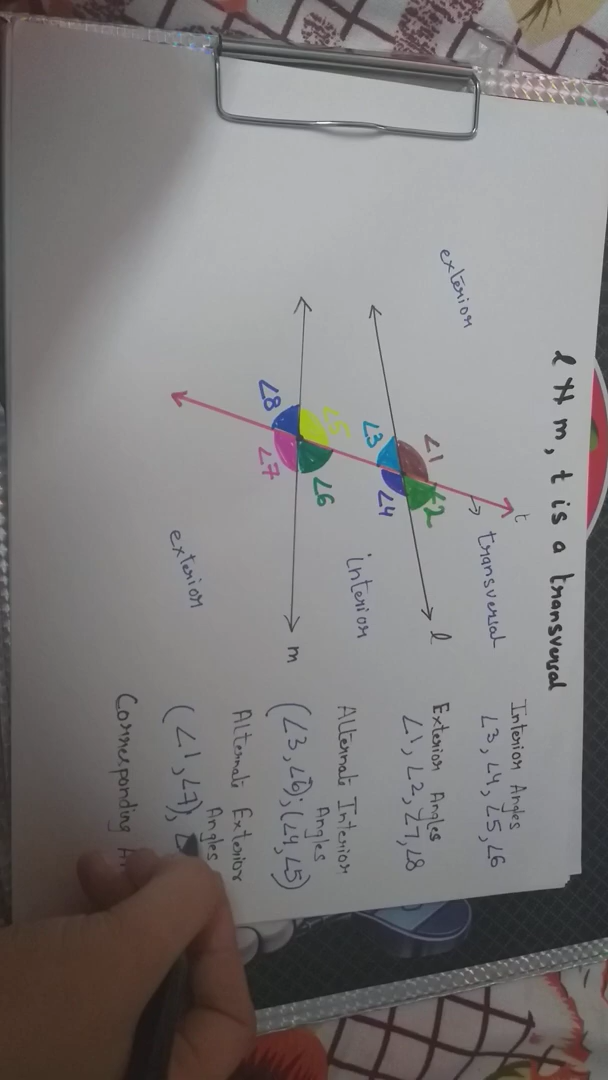 l ∦ m, t is a transversal
exterior
t
transversal
∠1
∠2
∠3
∠4
l
interior
∠5
∠6
∠8
∠7
m
exterior
Interior Angles
∠3, ∠4, ∠5, ∠6
Exterior Angles
∠1, ∠2, ∠7, ∠8
Alternate Interior
Angles
(∠3, ∠6); (∠4, ∠5)
Alternate Exterior
Angles
(∠1, ∠7),
Corresponding